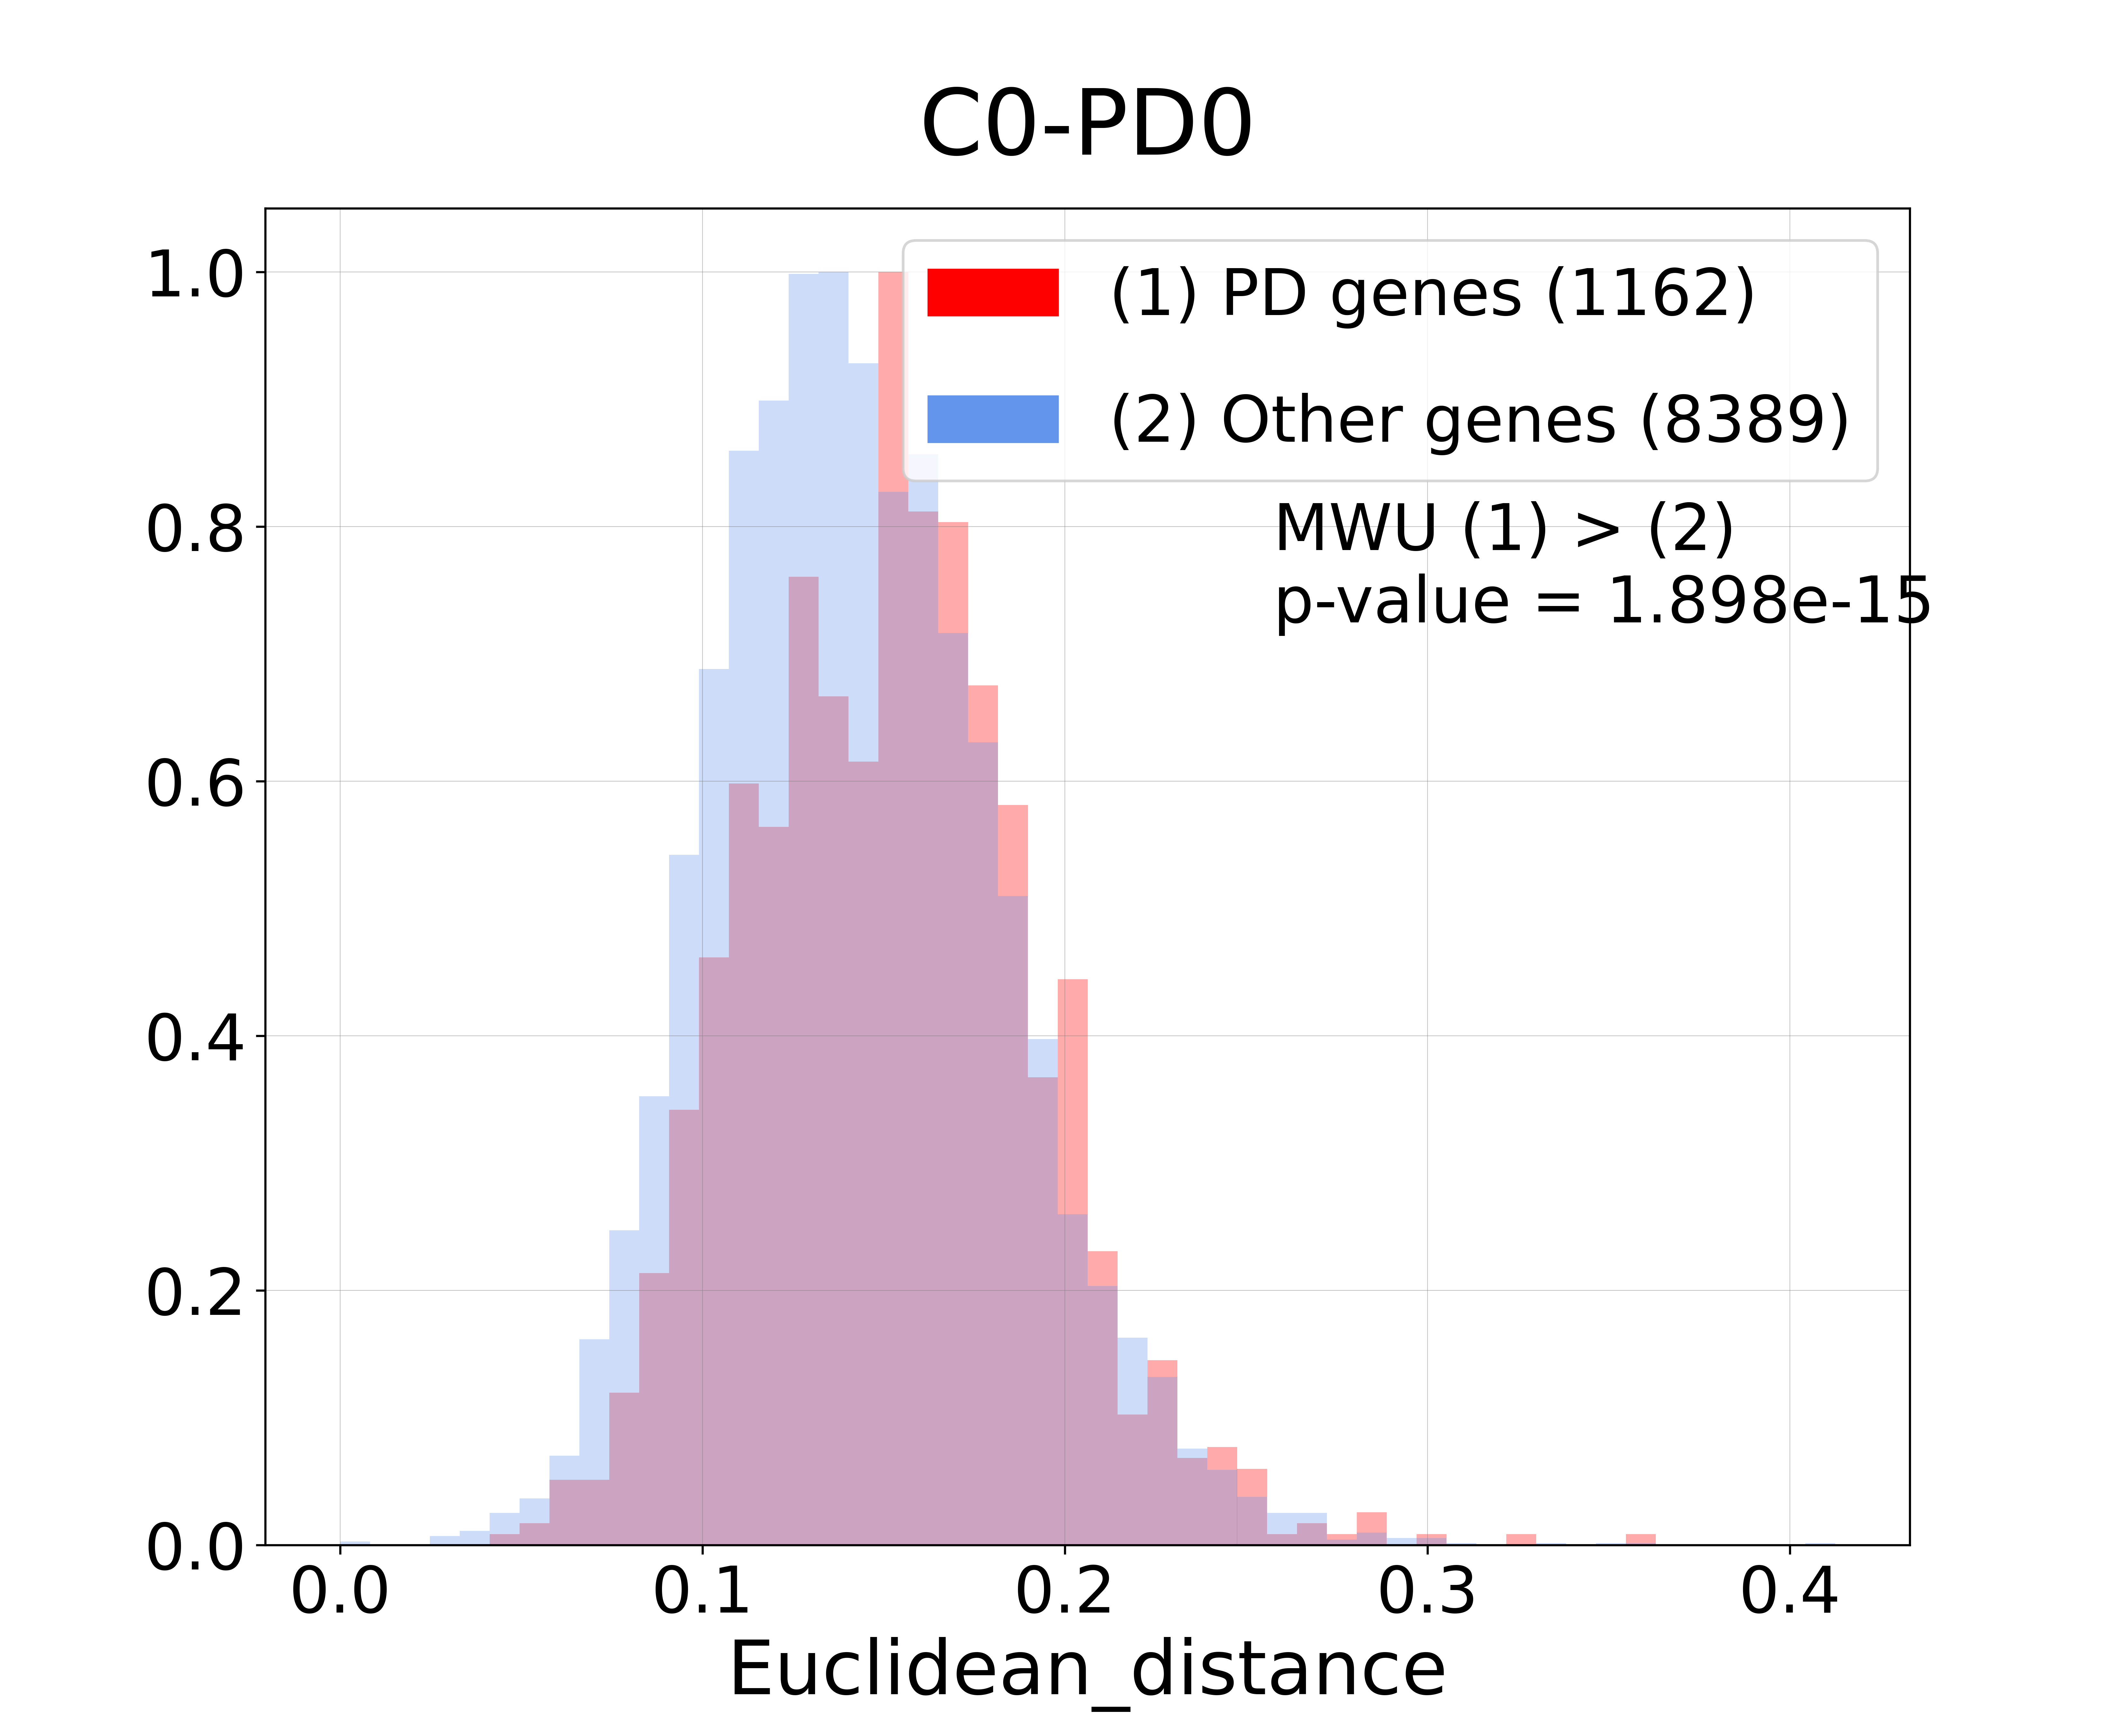 C0-PD0
1.0
0.8
0.6
0.4
0.2
0.0
(1) PD genes (1162)
(2) Other genes (8389)
MWU (1) > (2)
p-value = 1.898e-15
0.0 0.1 0.2 0.3 0.4
Euclidean_distance